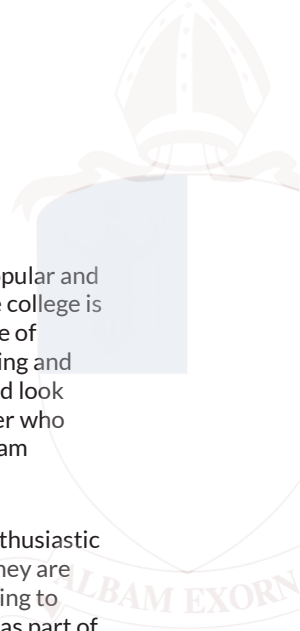 pular and
college is
e of
ing and
d look
er who
am
thusiastic
hey are
ing to
as part of
ALBAM EXORN